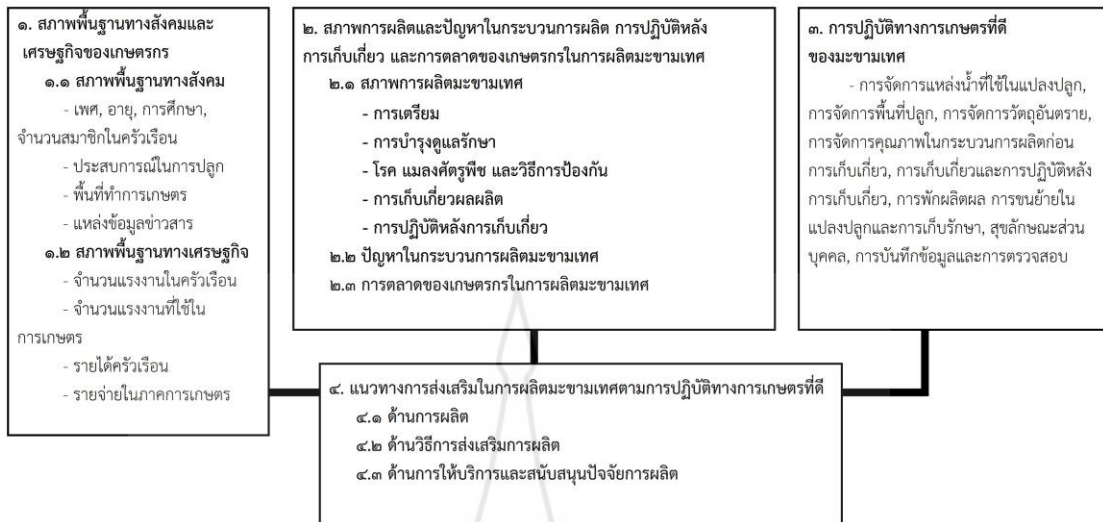 ๑. สภาพพื้นฐานทางสังคมและ
เศรษฐกิจของเกษตรกร
๑.๑ สภาพพื้นฐานทางสังคม
- เพศ, อายุ, การศึกษา,
จำนวนสมาชิกในครัวเรือน
- ประสบการณ์ในการปลูก
- พื้นที่ทำการเกษตร
- แหล่งข้อมูลข่าวสาร
๑.๒ สภาพพื้นฐานทางเศรษฐกิจ
- จำนวนแรงงานในครัวเรือน
- จำนวนแรงงานที่ใช้ใน
การเกษตร
- รายได้ครัวเรือน
- รายจ่ายในภาคการเกษตร
๒. สภาพการผลิตและปัญหาในกระบวนการผลิต การปฏิบัติหลัง
การเก็บเกี่ยว และการตลาดของเกษตรกรในการผลิตมะขามเทศ
๒.๑ สภาพการผลิตมะขามเทศ
- การเตรียม
- การบำรุงดูแลรักษา
- โรค แมลงศัตรูพืช และวิธีการป้องกัน
- การเก็บเกี่ยวผลผลิต
- การปฏิบัติหลังการเก็บเกี่ยว
๒.๒ ปัญหาในกระบวนการผลิตมะขามเทศ
๒.๓ การตลาดของเกษตรกรในการผลิตมะขามเทศ
๓. การปฏิบัติทางการเกษตรที่ดี
ของมะขามเทศ
- การจัดการแหล่งน้ำที่ใช้ในแปลงปลูก,
การจัดการพื้นที่ปลูก, การจัดการวัตถุอันตราย,
การจัดการคุณภาพในกระบวนการผลิตก่อน
การเก็บเกี่ยว, การเก็บเกี่ยวและการปฏิบัติหลัง
การเก็บเกี่ยว, การพักผลิตผล การขนย้ายใน
แปลงปลูกและการเก็บรักษา, สุขลักษณะส่วน
บุคคล, การบันทึกข้อมูลและการตรวจสอบ
๔. แนวทางการส่งเสริมในการผลิตมะขามเทศตามการปฏิบัติทางการเกษตรที่ดี
๔.๑ ด้านการผลิต
๔.๒ ด้านวิธีการส่งเสริมการผลิต
๔.๓ ด้านการให้บริการและสนับสนุนปัจจัยการผลิต